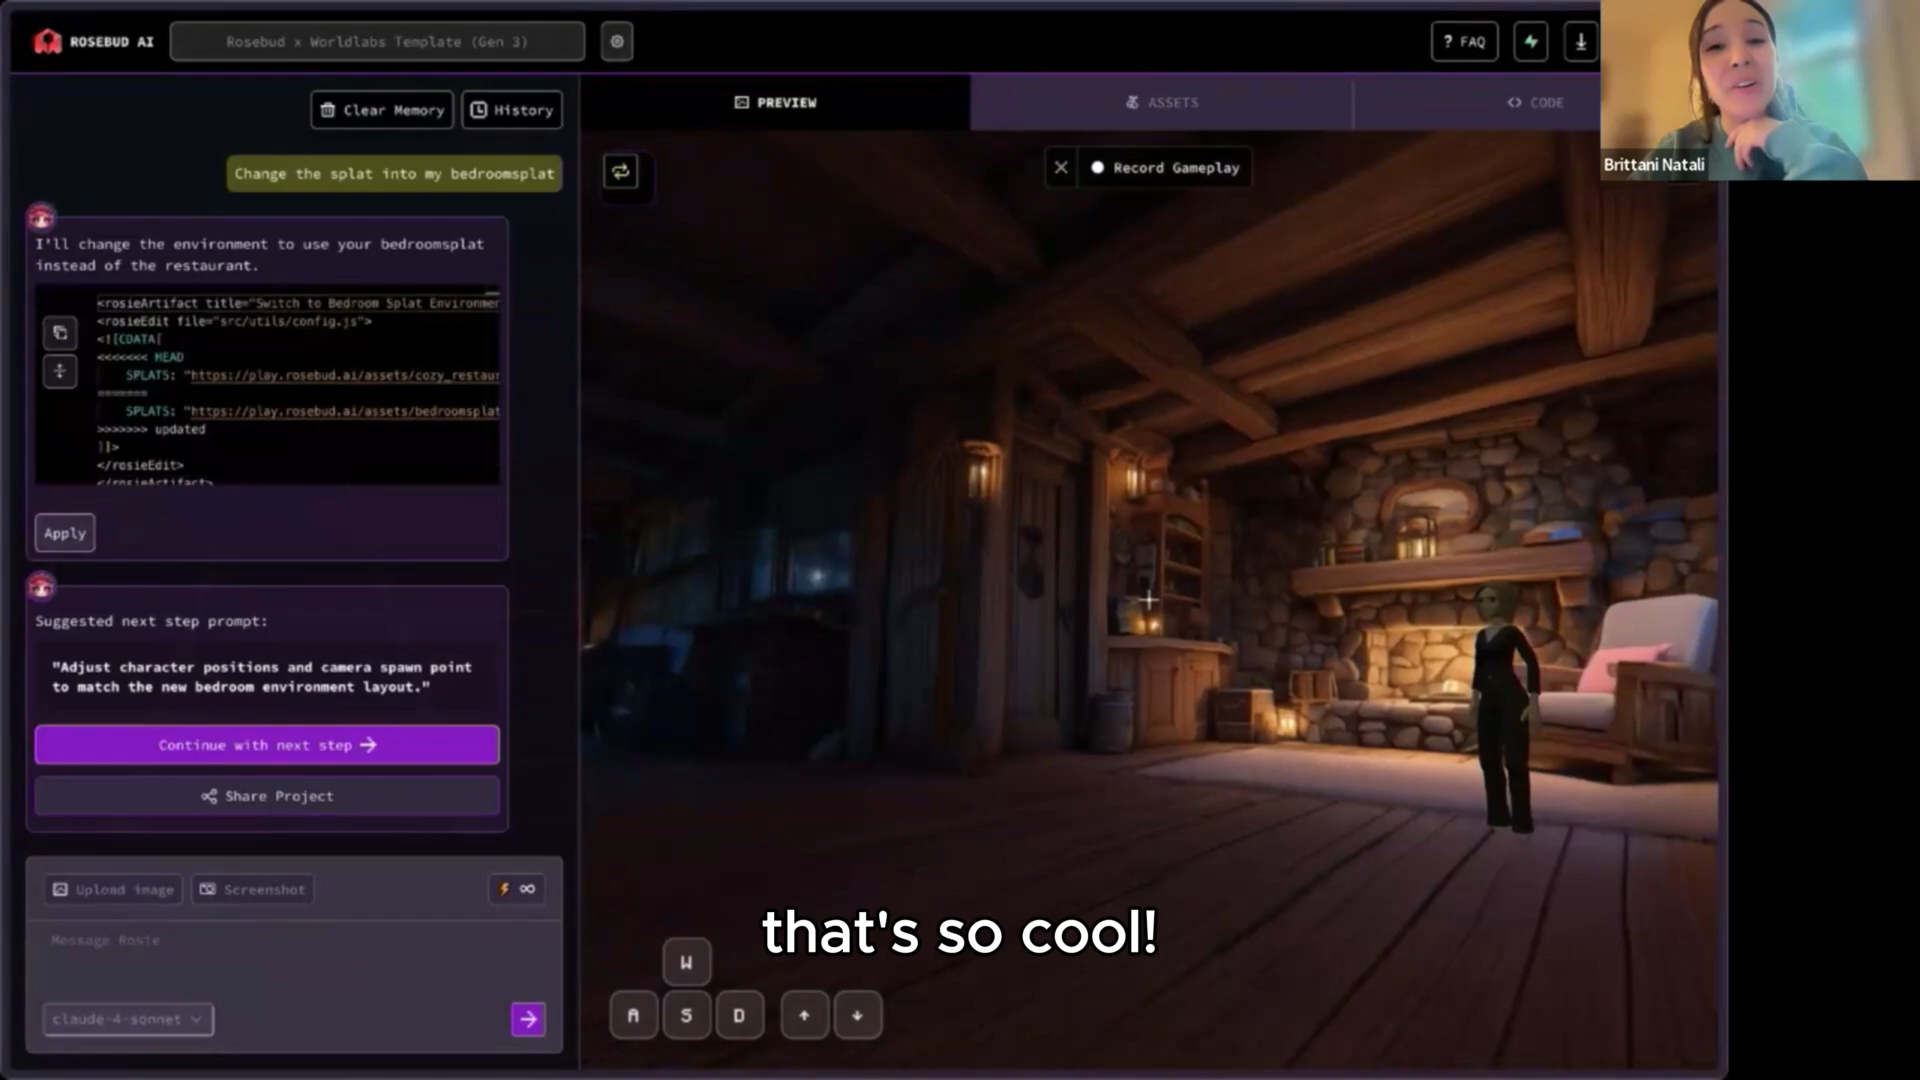 ROSEBUD AI
Rosebud x Worldlabs Template (Gen 3)
? FAQ
Clear Memory
History
PREVIEW
ASSETS
<> CODE
Record Gameplay
Brittani Natali
Change the splat into my bedroomsplat
I'll change the environment to use your bedroomsplat
instead of the restaurant.
<rosieArtifact title="Switch to Bedroom Splat Environmen
<rosieEdit file="src/utils/config.js">
<![CDATA[
<<<<<<< HEAD
SPLATS: "https://play.rosebud.ai/assets/cozy_restaur
=======
SPLATS: "https://play.rosebud.ai/assets/bedroomsplat
>>>>>>> updated
]]>
</rosieEdit>
</rosieArtifact>
Apply
Suggested next step prompt:
"Adjust character positions and camera spawn point
to match the new bedroom environment layout."
Continue with next step →
Share Project
Upload image
Screenshot
Message Rosie
claude-4-sonnet
that's so cool!
W
A S D ↑ ↓